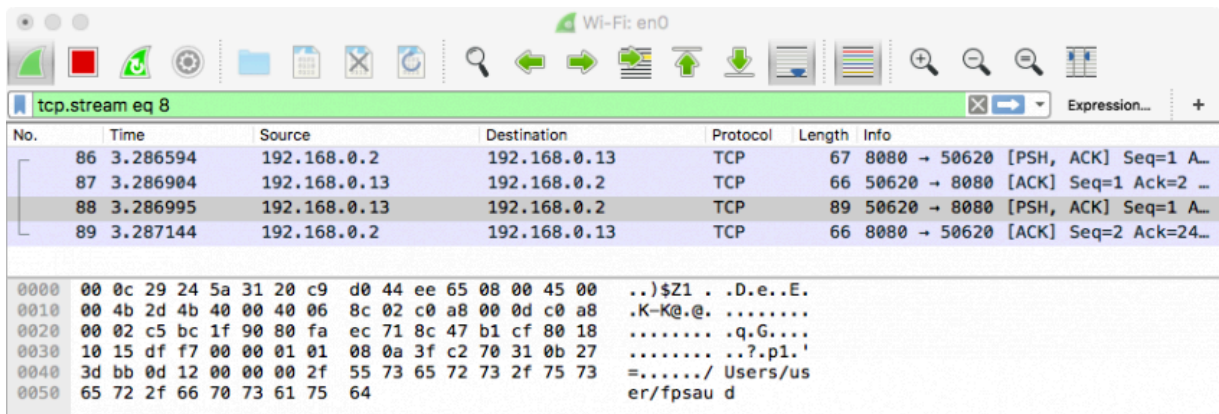 Wi-Fi: en0
tcp.stream eq 8 Expression... +
No. Time Source Destination Protocol Length Info
86 3.286594 192.168.0.2 192.168.0.13 TCP 67 8080 → 50620 [PSH, ACK] Seq=1 A…
87 3.286904 192.168.0.13 192.168.0.2 TCP 66 50620 → 8080 [ACK] Seq=1 Ack=2 …
88 3.286995 192.168.0.13 192.168.0.2 TCP 89 50620 → 8080 [PSH, ACK] Seq=1 A…
89 3.287144 192.168.0.2 192.168.0.13 TCP 66 8080 → 50620 [ACK] Seq=2 Ack=24…
0000 00 0c 29 24 5a 31 20 c9 d0 44 ee 65 08 00 45 00 ..)$Z1 . .D.e..E.
0010 00 4b 2d 4b 40 00 40 06 8c 02 c0 a8 00 0d c0 a8 .K-K@.@. ........
0020 00 02 c5 bc 1f 90 80 fa ec 71 8c 47 b1 cf 80 18 ........ .q.G....
0030 10 15 df f7 00 00 01 01 08 0a 3f c2 70 31 0b 27 ........ ..?.p1.'
0040 3d bb 0d 12 00 00 00 2f 55 73 65 72 73 2f 75 73 =....../ Users/us
0050 65 72 2f 66 70 73 61 75 64 er/fpsau d